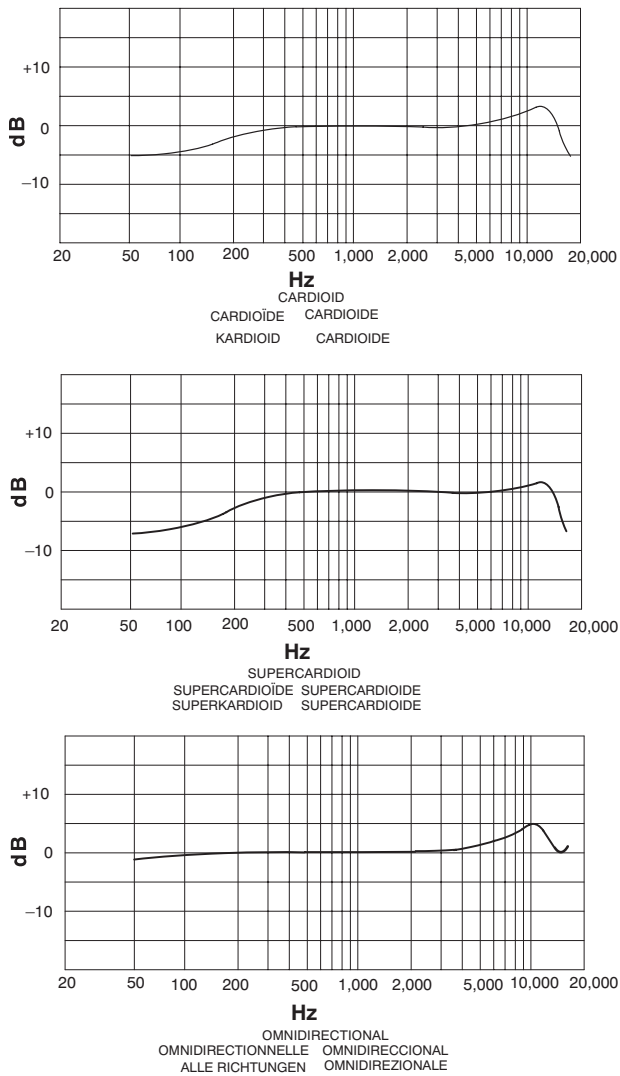 +10
0
−10
dB
20 50 100 200 500 1,000 2,000 5,000 10,000 20,000
Hz
CARDIOID
CARDIOÏDE CARDIOIDE
KARDIOID CARDIOIDE
+10
0
−10
dB
20 50 100 200 500 1,000 2,000 5,000 10,000 20,000
Hz
SUPERCARDIOID
SUPERCARDIOÏDE SUPERCARDIOIDE
SUPERKARDIOID SUPERCARDIOIDE
+10
0
−10
dB
20 50 100 200 500 1,000 2,000 5,000 10,000 20,000
Hz
OMNIDIRECTIONAL
OMNIDIRECTIONNELLE OMNIDIRECCIONAL
ALLE RICHTUNGEN OMNIDIREZIONALE